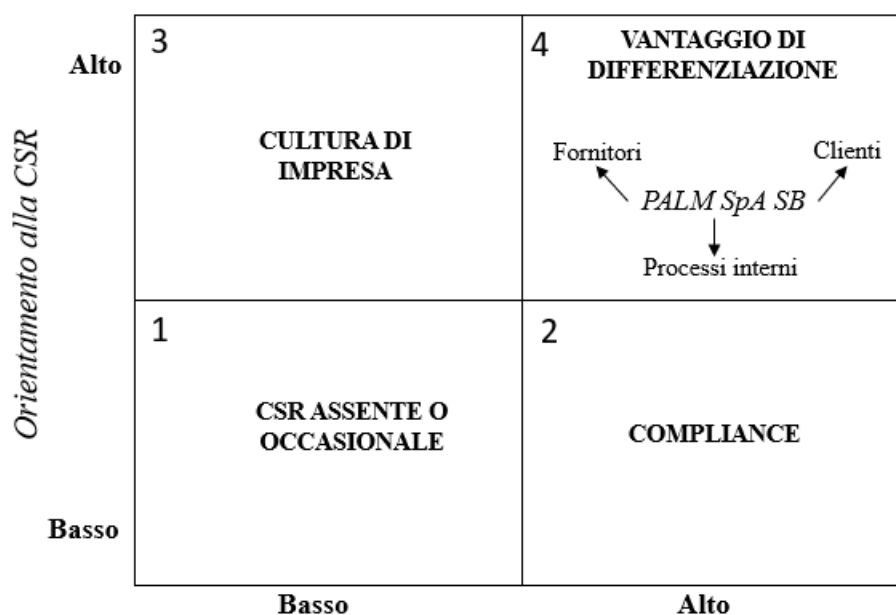 3
4
VANTAGGIO DI
DIFFERENZIAZIONE
Alto
CULTURA DI
IMPRESA
Fornitori
Clienti
PALM SpA SB
Processi interni
Orientamento alla CSR
1
2
CSR ASSENTE O
OCCASIONALE
COMPLIANCE
Basso
Basso
Alto